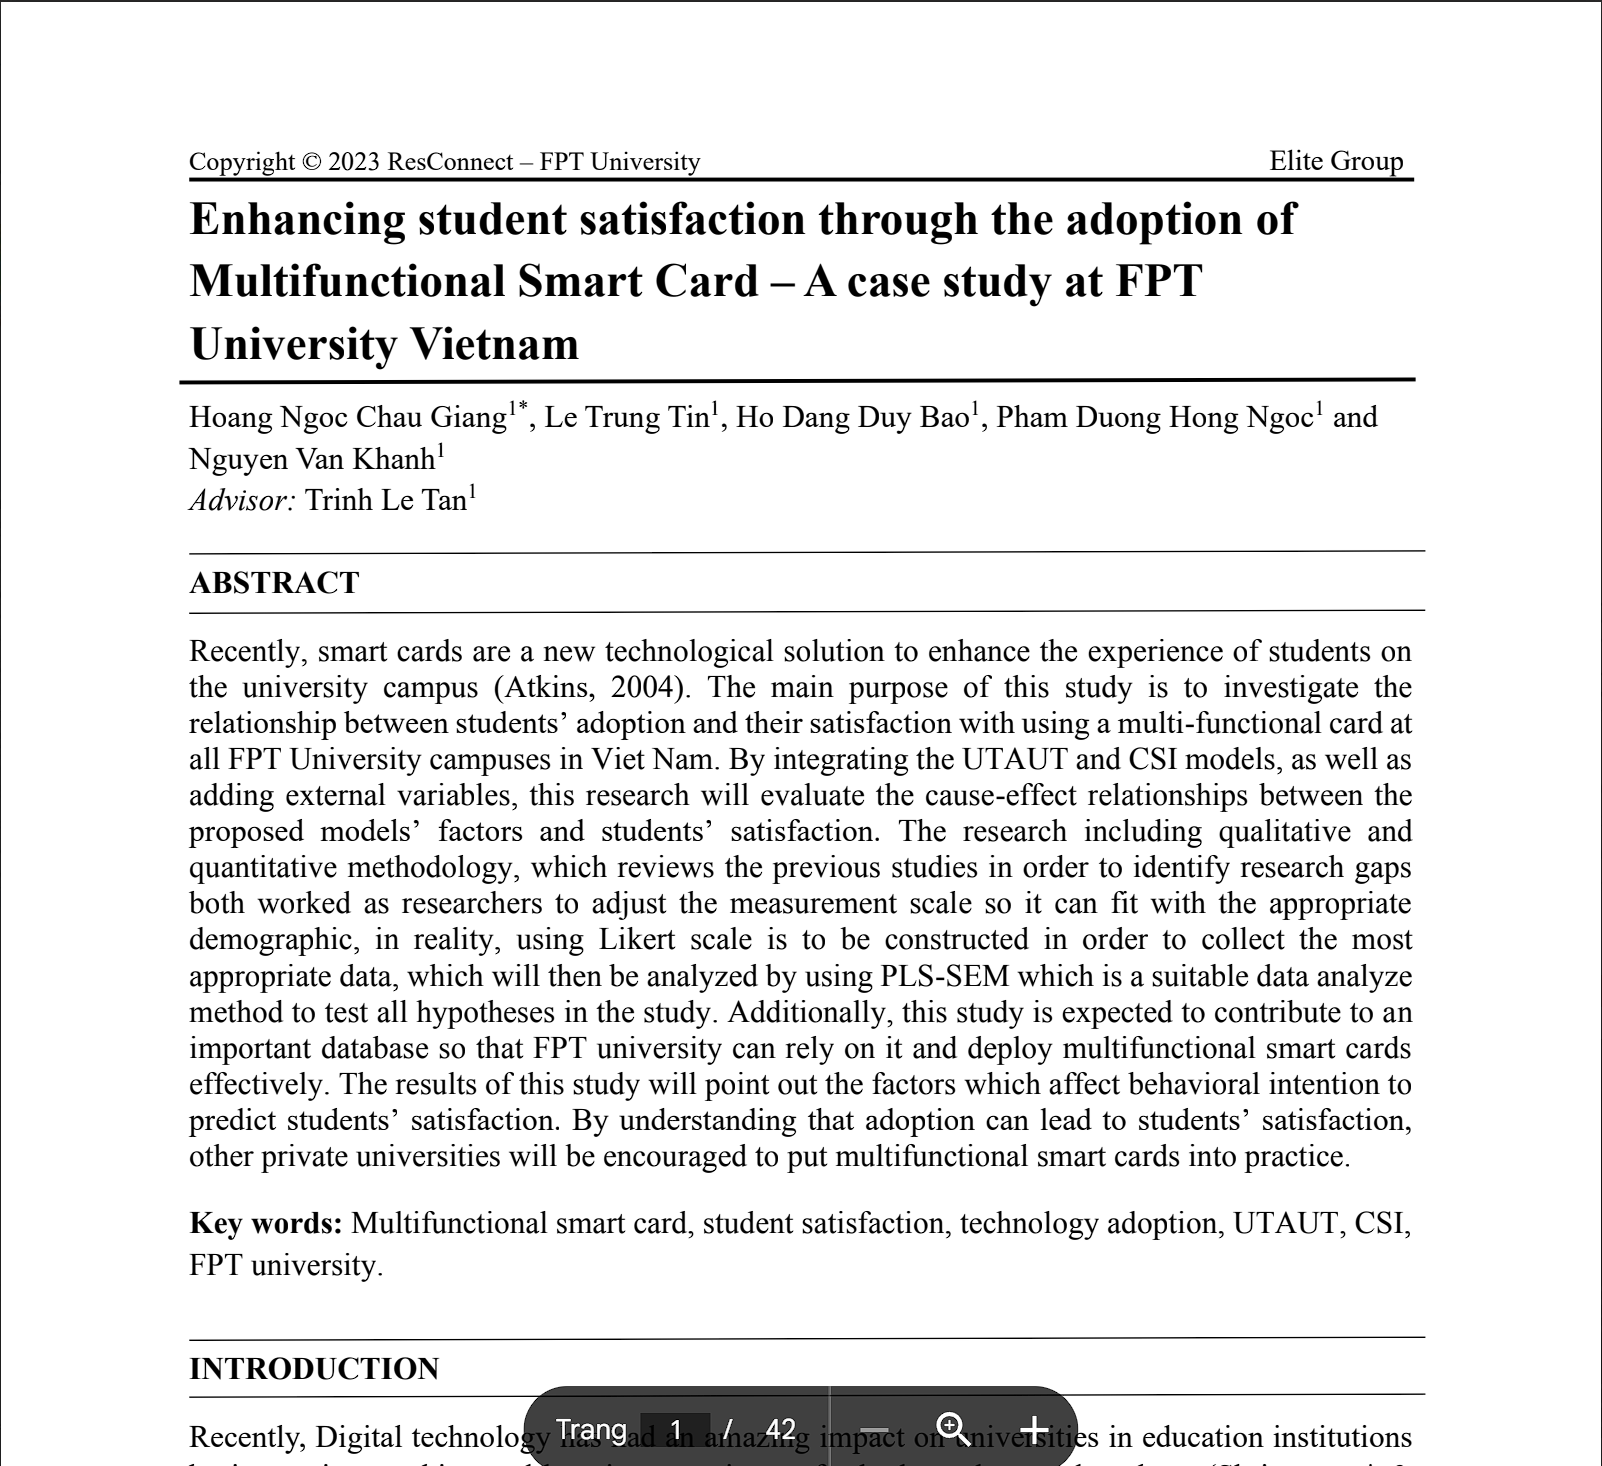 Copyright © 2023 ResConnect – FPT University Elite Group
Enhancing student satisfaction through the adoption of
Multifunctional Smart Card – A case study at FPT
University Vietnam
Hoang Ngoc Chau Giang1*, Le Trung Tin1, Ho Dang Duy Bao1, Pham Duong Hong Ngoc1 and
Nguyen Van Khanh1
Advisor: Trinh Le Tan1
ABSTRACT
Recently, smart cards are a new technological solution to enhance the experience of students on
the university campus (Atkins, 2004). The main purpose of this study is to investigate the
relationship between students’ adoption and their satisfaction with using a multi-functional card at
all FPT University campuses in Viet Nam. By integrating the UTAUT and CSI models, as well as
adding external variables, this research will evaluate the cause-effect relationships between the
proposed models’ factors and students’ satisfaction. The research including qualitative and
quantitative methodology, which reviews the previous studies in order to identify research gaps
both worked as researchers to adjust the measurement scale so it can fit with the appropriate
demographic, in reality, using Likert scale is to be constructed in order to collect the most
appropriate data, which will then be analyzed by using PLS-SEM which is a suitable data analyze
method to test all hypotheses in the study. Additionally, this study is expected to contribute to an
important database so that FPT university can rely on it and deploy multifunctional smart cards
effectively. The results of this study will point out the factors which affect behavioral intention to
predict students’ satisfaction. By understanding that adoption can lead to students’ satisfaction,
other private universities will be encouraged to put multifunctional smart cards into practice.
Key words: Multifunctional smart card, student satisfaction, technology adoption, UTAUT, CSI,
FPT university.
INTRODUCTION
Trang 1 / 42
Recently, Digital technology has had an amazing impact on universities in education institutions